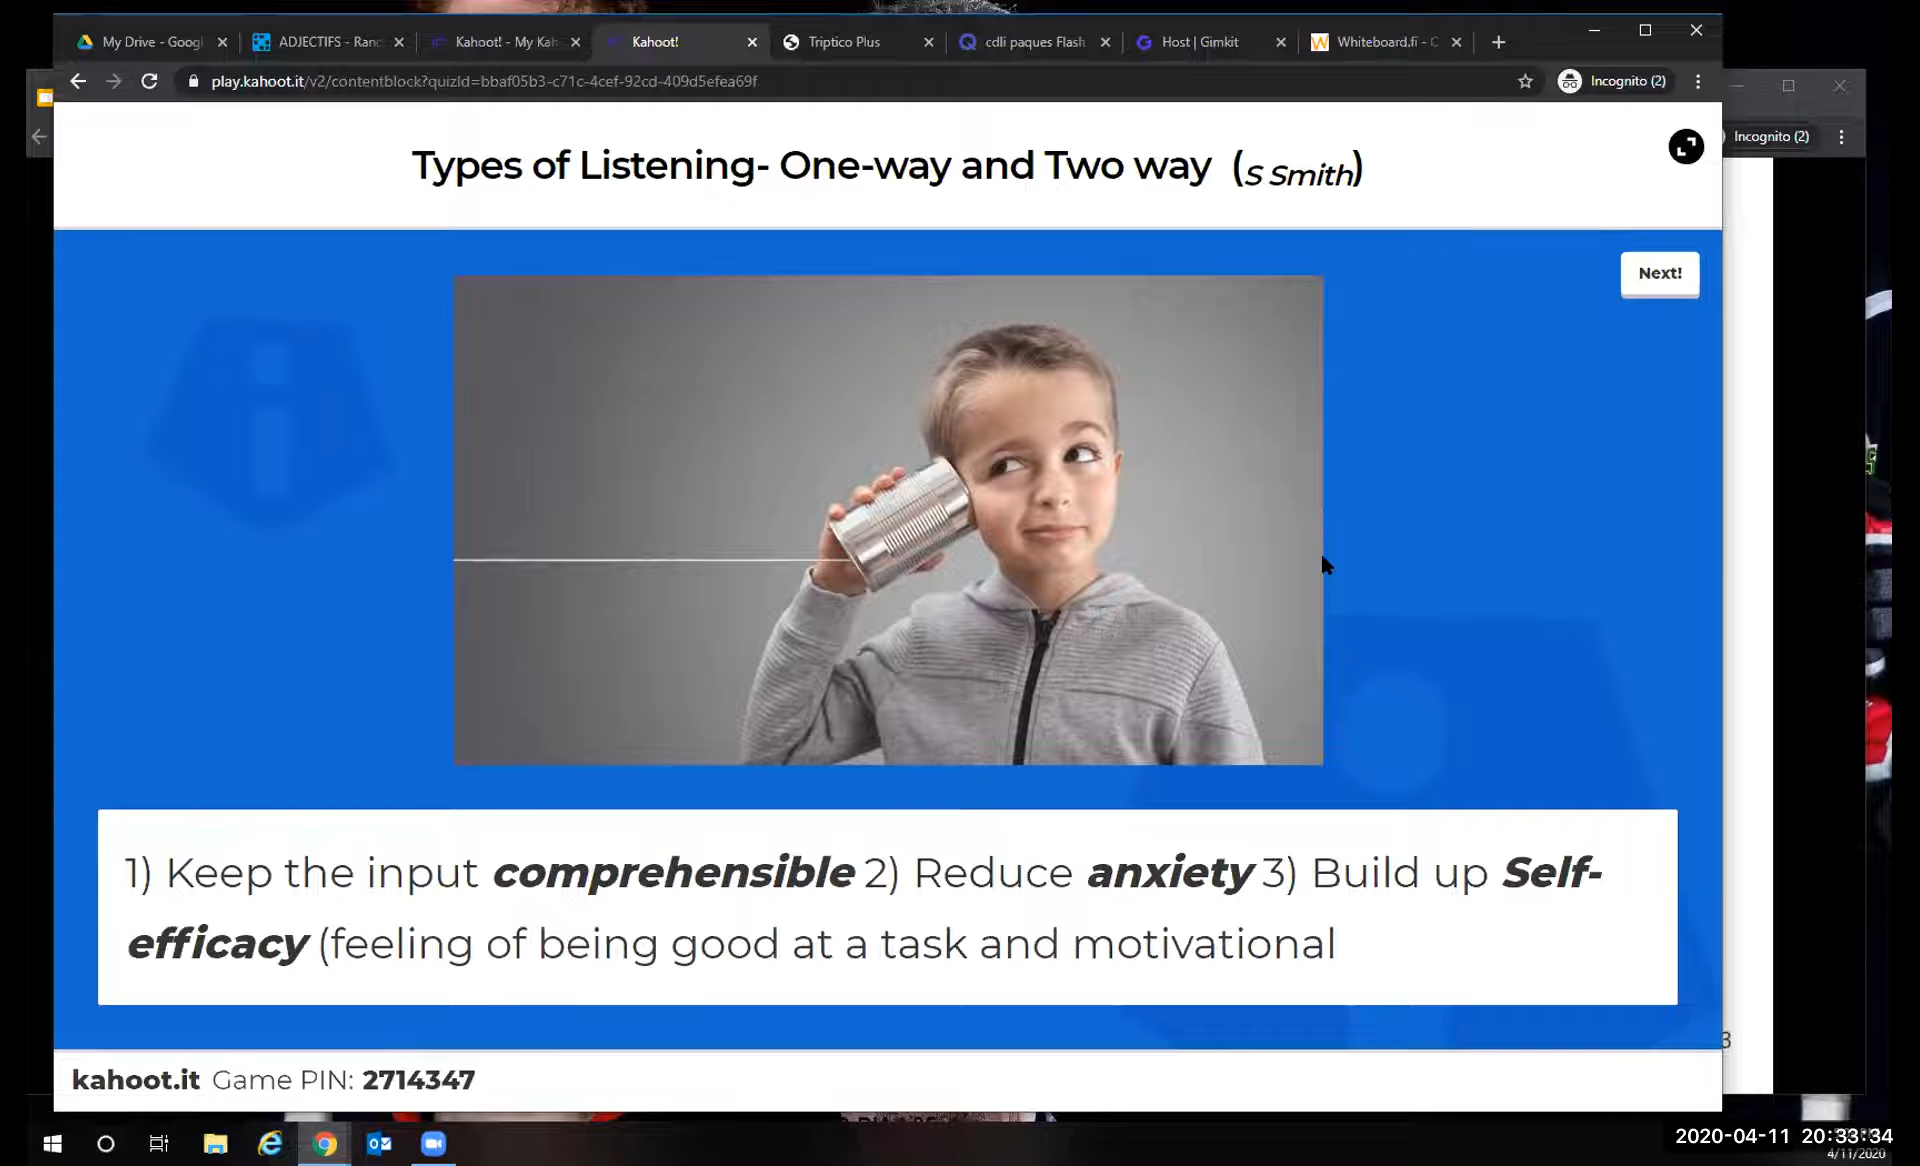 My Drive - Googl
ADJECTIFS - Ranc
Kahoot! - My Kah
Kahoot!
Triptico Plus
cdli paques Flash
Host | Gimkit
Whiteboard.fi - C
play.kahoot.it/v2/contentblock?quizId=bbaf05b3-c71c-4cef-92cd-409d5efea69f
Incognito (2)
Incognito (2)
Types of Listening- One-way and Two way (S Smith)
Next!
1) Keep the input comprehensible 2) Reduce anxiety 3) Build up Self-
efficacy (feeling of being good at a task and motivational
3
kahoot.it Game PIN: 2714347
2020-04-11 20:33:34
4/11/2020